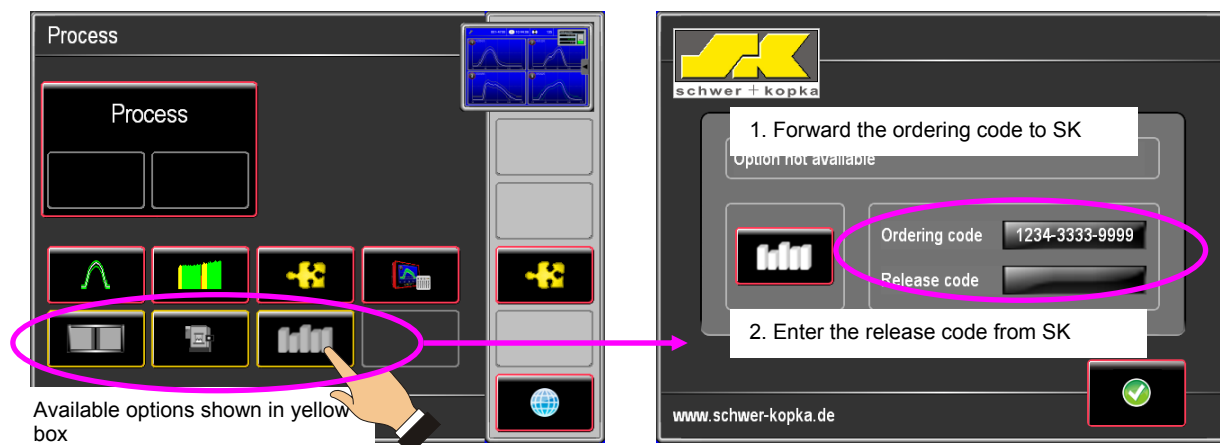 Process
Process
Available options shown in yellow
box
schwer + kopka
1. Forward the ordering code to SK
Option not available
Ordering code 1234-3333-9999
Release code
2. Enter the release code from SK
www.schwer-kopka.de